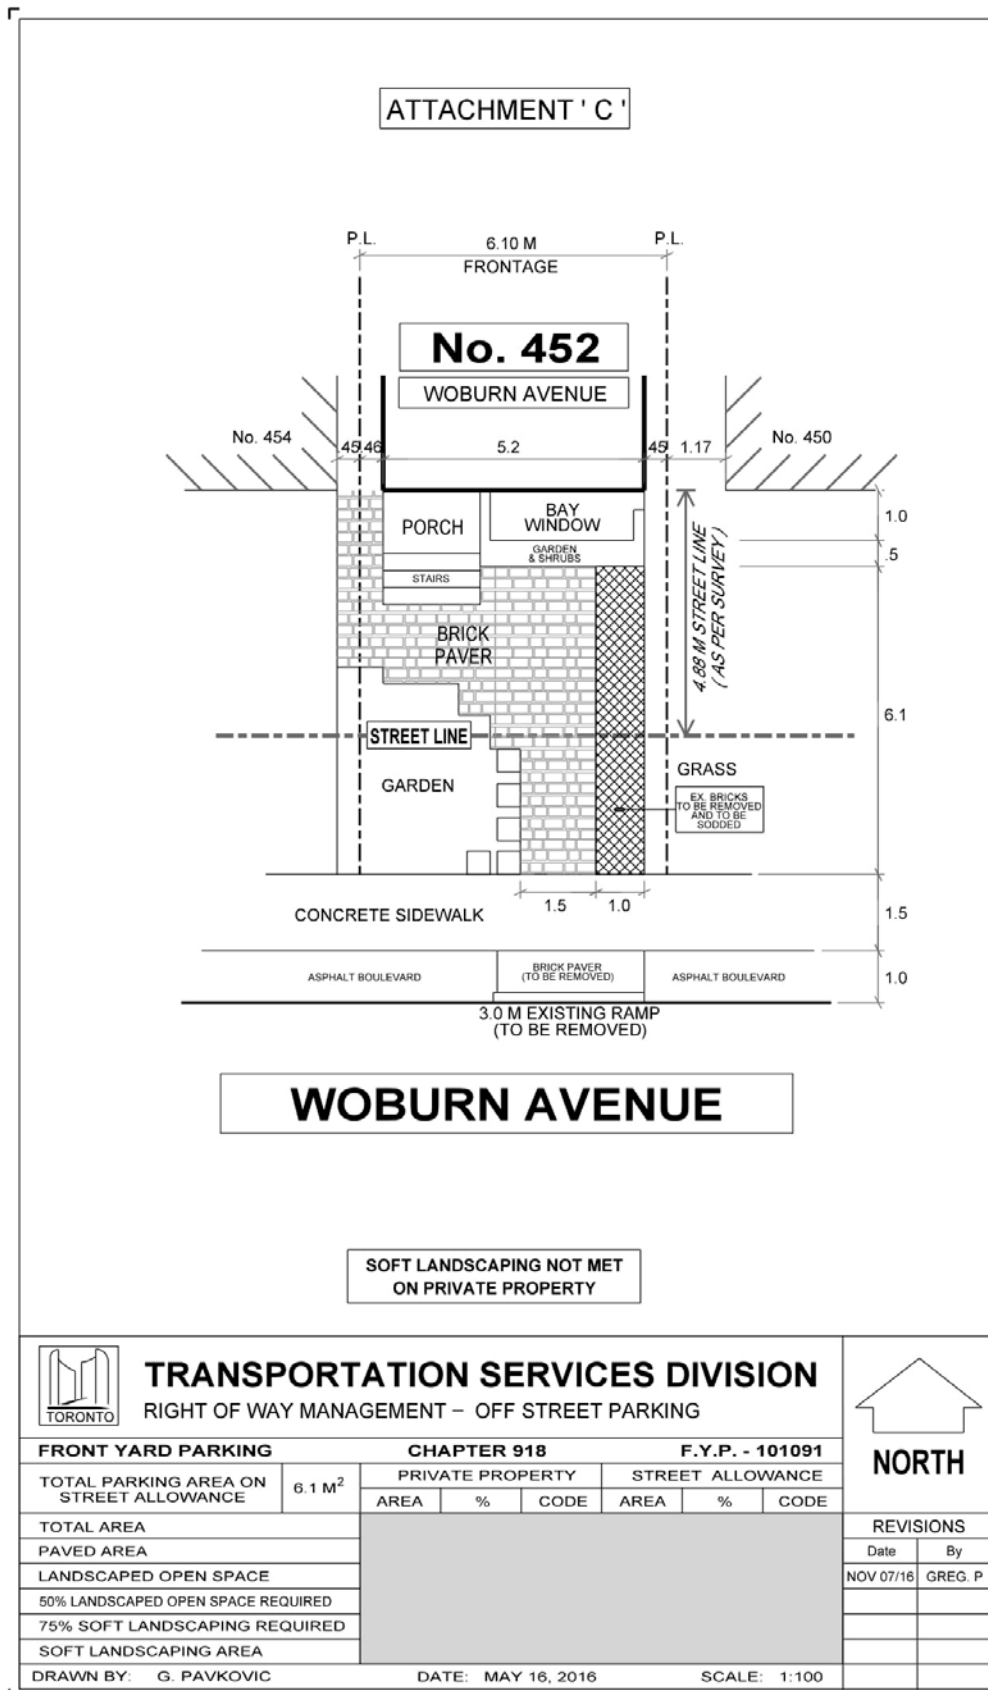 ATTACHMENT ' C '
P.L.
6.10 M
P.L.
FRONTAGE
No. 452
WOBURN AVENUE
No. 454
.45
.46
5.2
.45
1.17
No. 450
PORCH
BAY
WINDOW
GARDEN
& SHRUBS
STAIRS
BRICK
PAVER
4.88 M STREET LINE
( AS PER SURVEY )
1.0
.5
6.1
STREET LINE
GARDEN
GRASS
EX. BRICKS
TO BE REMOVED
AND TO BE
SODDED
1.5
1.0
CONCRETE SIDEWALK
1.5
ASPHALT BOULEVARD
BRICK PAVER
(TO BE REMOVED)
ASPHALT BOULEVARD
1.0
3.0 M EXISTING RAMP
(TO BE REMOVED)
WOBURN AVENUE
SOFT LANDSCAPING NOT MET
ON PRIVATE PROPERTY
TORONTO
TRANSPORTATION SERVICES DIVISION
RIGHT OF WAY MANAGEMENT – OFF STREET PARKING
NORTH
FRONT YARD PARKING CHAPTER 918 F.Y.P. - 101091
TOTAL PARKING AREA ON
STREET ALLOWANCE
6.1 M²
PRIVATE PROPERTY
STREET ALLOWANCE
AREA % CODE AREA % CODE
TOTAL AREA
PAVED AREA
LANDSCAPED OPEN SPACE
50% LANDSCAPED OPEN SPACE REQUIRED
75% SOFT LANDSCAPING REQUIRED
SOFT LANDSCAPING AREA
REVISIONS
Date By
NOV 07/16 GREG. P
DRAWN BY: G. PAVKOVIC DATE: MAY 16, 2016 SCALE: 1:100